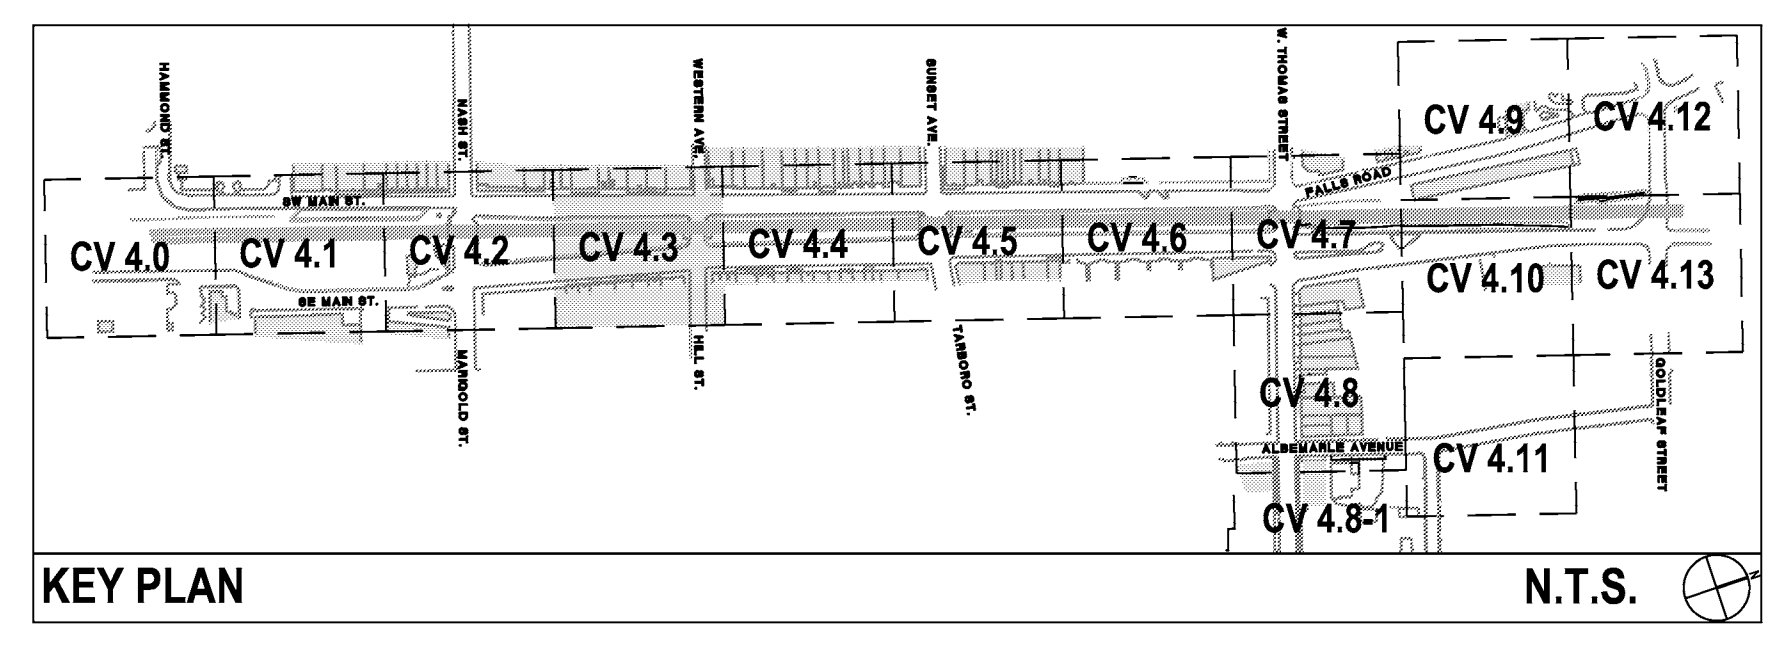 HAMMOND ST.
NASH ST.
WESTERN AVE.
SUNSET AVE.
W. THOMAS STREET
CV 4.9
CV 4.12
FALLS ROAD
SW MAIN ST.
CV 4.0
CV 4.1
CV 4.2
CV 4.3
CV 4.4
CV 4.5
CV 4.6
CV 4.7
CV 4.10
CV 4.13
SE MAIN ST.
MARIGOLD ST.
HILL ST.
TARBORO ST.
CV 4.8
GOLDLEAF STREET
ALBEMARLE AVENUE
CV 4.11
CV 4.8-1
KEY PLAN
N.T.S.
N